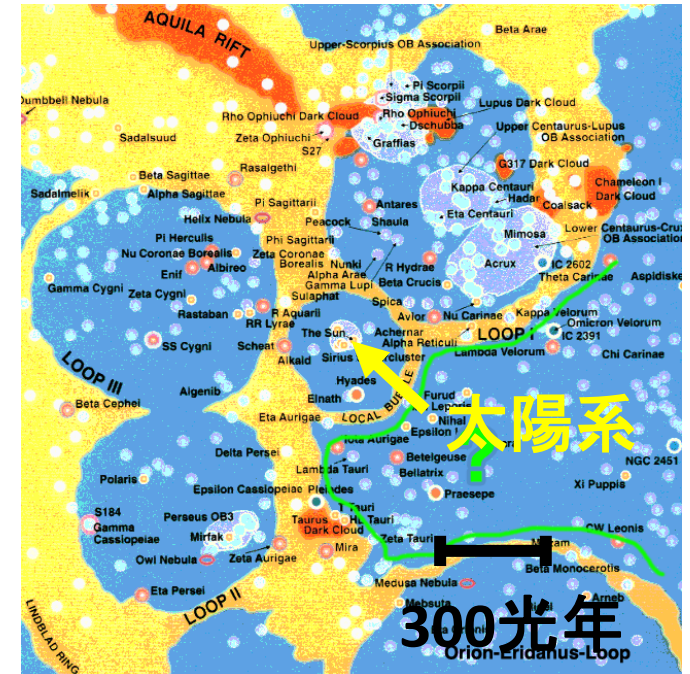 AQUILA RIFT
Beta Arae
Upper-Scorpius OB Association
Pi Scorpii
Sigma Scorpii
Dumbbell Nebula
Lupus Dark Cloud
Rho Ophiuchi Dark Cloud
Rho Ophiuchi
Dschubba
Upper Centaurus-Lupus
OB Association
Sadalsuud
Zeta Ophiuchi
S27
Graffias
G317 Dark Cloud
Rasalgethi
Beta Sagittae
Kappa Centauri
Chameleon I
Dark Cloud
Sadalmelik
Alpha Sagittae
Hadar
Pi Sagittarii
Antares
Coalsack
Eta Centauri
Helix Nebula
Peacock
Shaula
Mimosa
Lower Centaurus-Crux
OB Association
Pi Herculis
Phi Sagittarii
Nu Coronae Borealis
Zeta Coronae
Borealis
Nunki
R Hydrae
Acrux
IC 2602
Albireo
Enif
Alpha Arae
Theta Carinae
Aspidiske
Gamma Cygni
Gamma Lupi
Beta Crucis
Zeta Cygni
Sulaphat
Spica
Rastaban
R Aquarii
Avior
Nu Carinae
Kappa Velorum
RR Lyrae
The Sun
Achernar
LOOP I
Omicron Velorum
IC 2391
SS Cygni
Scheat
Alpha Reticuli
Lambda Velorum
Chi Carinae
Alkaid
Sirius
LOOP III
Hyades
Algenib
Elnath
Furud
Beta Cephei
LOCAL BUBBLE
太陽系
Eta Aurigae
Nihal
Epsilon
?
Iota Aurigae
Delta Persei
Betelgeuse
NGC 2451
Lambda Tauri
Bellatrix
Polaris
Xi Puppis
Epsilon Cassiopeiae
Pleiades
Praesepe
S184
Gamma
Cassiopeiae
Perseus OB3
Taurus
Dark Cloud
CW Leonis
Mirfak
Zeta Tauri
Mira
Owl Nebula
Zeta Aurigae
Beta Monocerotis
Medusa Nebula
Eta Persei
LOOP II
Mebsuta
Arneb
300光年
LINDBLAD RING
Orion-Eridanus-Loop